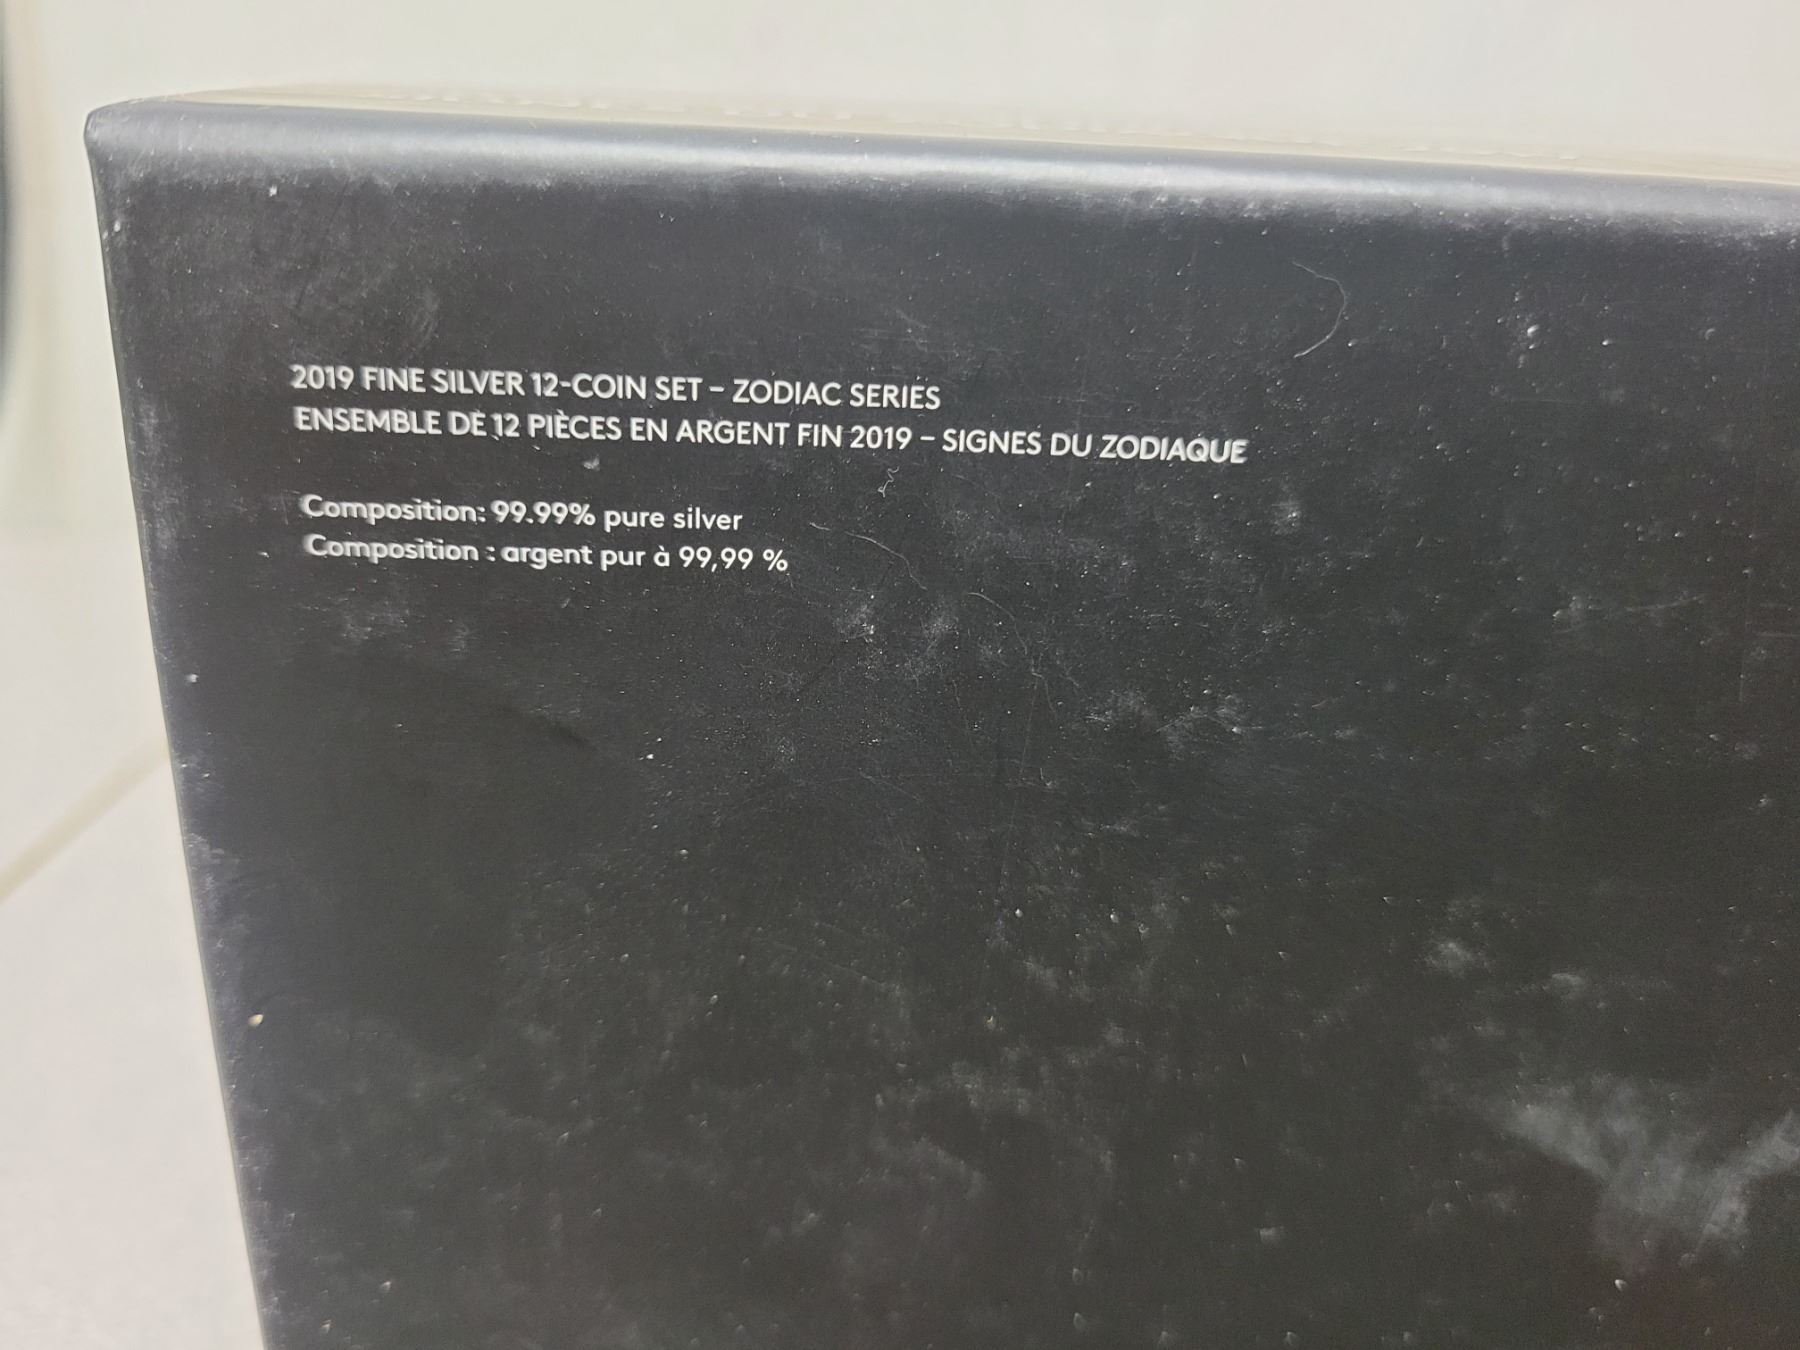 2019 FINE SILVER 12-COIN SET – ZODIAC SERIES
ENSEMBLE DE 12 PIÈCES EN ARGENT FIN 2019 – SIGNES DU ZODIAQUE
Composition: 99.99% pure silver
Composition : argent pur à 99,99 %